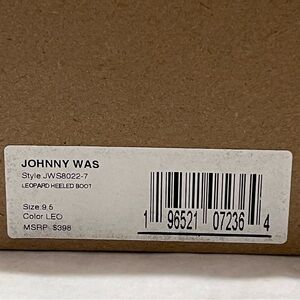 JOHNNY WAS
Style:JWS8022-7
LEOPARD HEELED BOOT
Size:9.5
Color LEO
MSRP $398
1 96521 07236 4